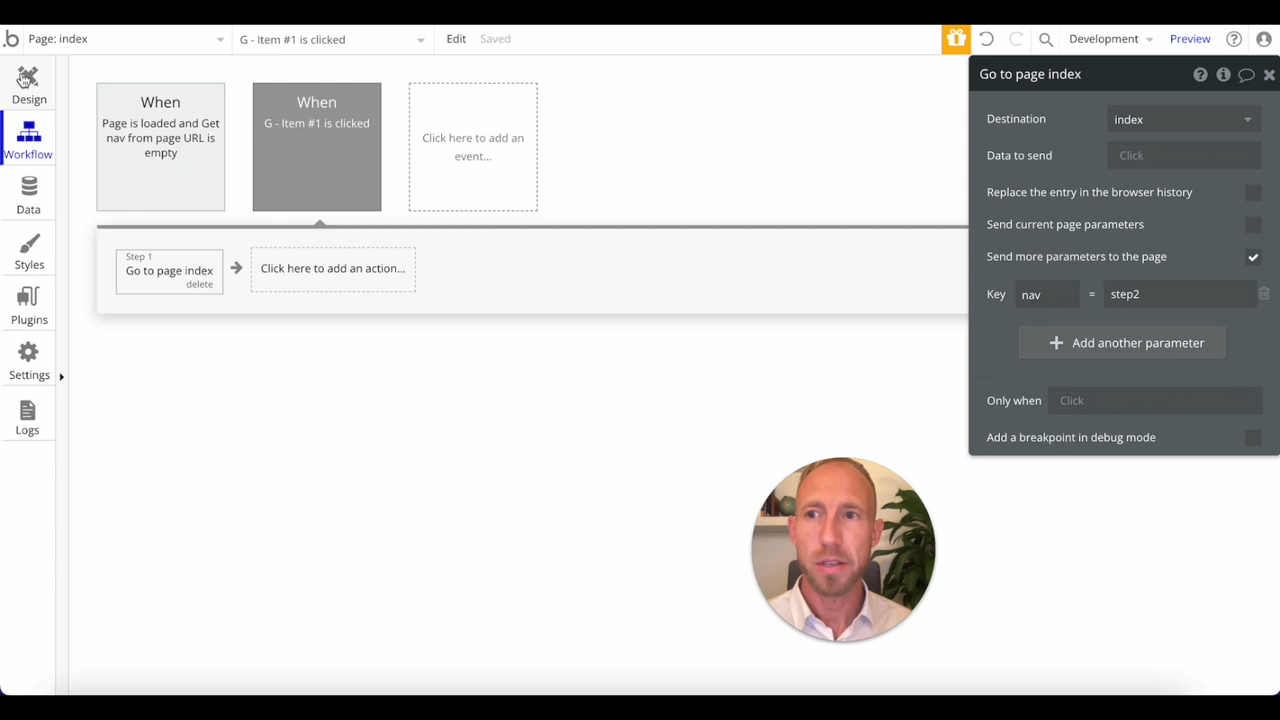 b Page: index
G - Item #1 is clicked
Edit
Saved
Development
Preview
Design
Workflow
Data
Styles
Plugins
Settings
Logs
When
Page is loaded and Get
nav from page URL is
empty
When
G - Item #1 is clicked
Click here to add an
event...
Step 1
Go to page index
delete
Click here to add an action...
Go to page index
Destination
index
Data to send
Click
Replace the entry in the browser history
Send current page parameters
Send more parameters to the page
Key nav = step2
+ Add another parameter
Only when
Click
Add a breakpoint in debug mode